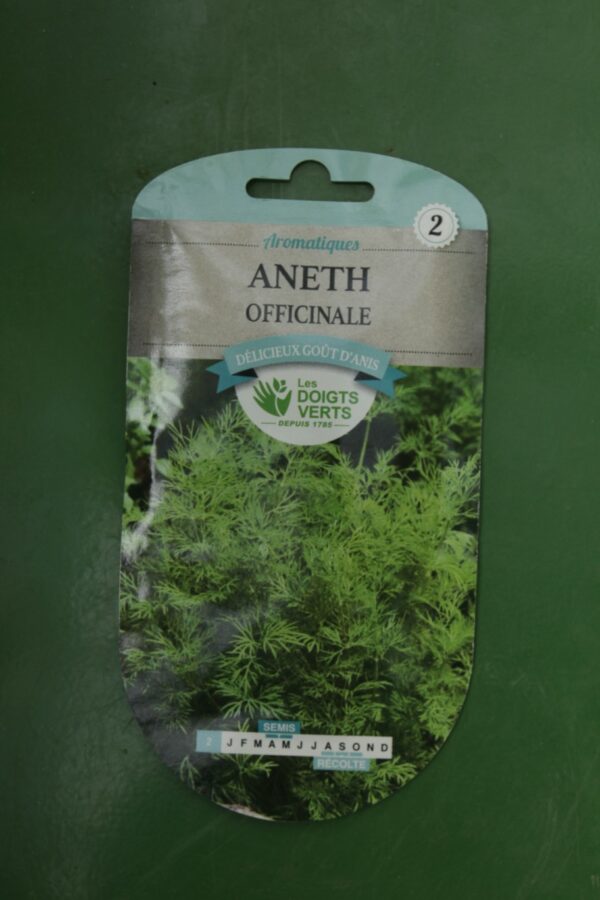 2
Aromatiques
ANETH
OFFICINALE
DÉLICIEUX GOÛT D'ANIS
Les
DOIGTS
VERTS
DEPUIS 1785
SEMIS
2 J F M A M J J A S O N D
RÉCOLTE